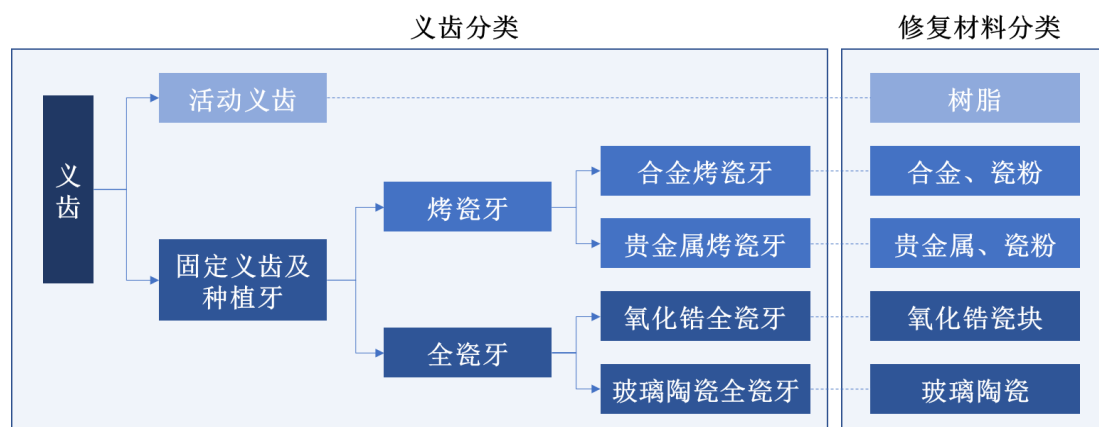 义齿分类
修复材料分类
义
齿
活动义齿
树脂
固定义齿及
种植牙
烤瓷牙
合金烤瓷牙
合金、瓷粉
贵金属烤瓷牙
贵金属、瓷粉
全瓷牙
氧化锆全瓷牙
氧化锆瓷块
玻璃陶瓷全瓷牙
玻璃陶瓷